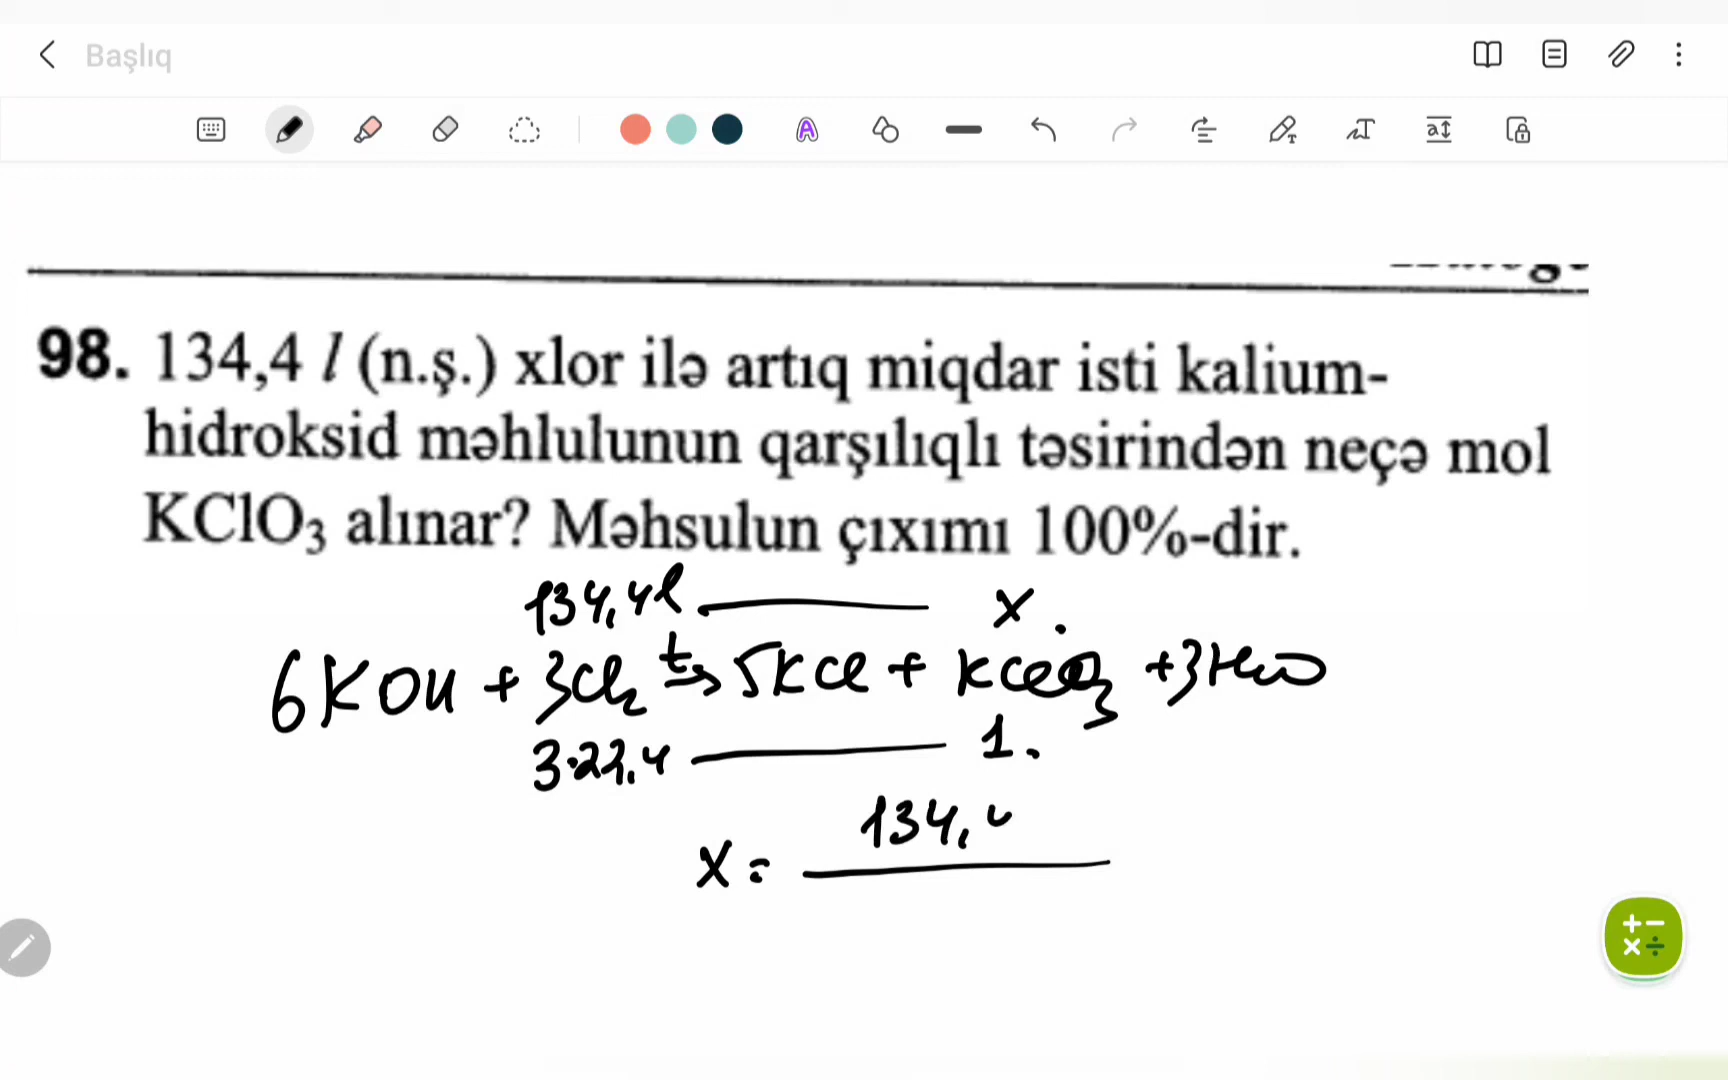 Başlıq
98. 134,4 l (n.ş.) xlor ilə artıq miqdar isti kalium-
hidroksid məhlulunun qarşılıqlı təsirindən neçə mol
KClO₃ alınar? Məhsulun çıxımı 100%-dir.
134,4l — x
6KOH + 3Cl₂ t→ 5KCl + KClO₃ + 3H₂O
3·22,4 — 1.
x = 134,4